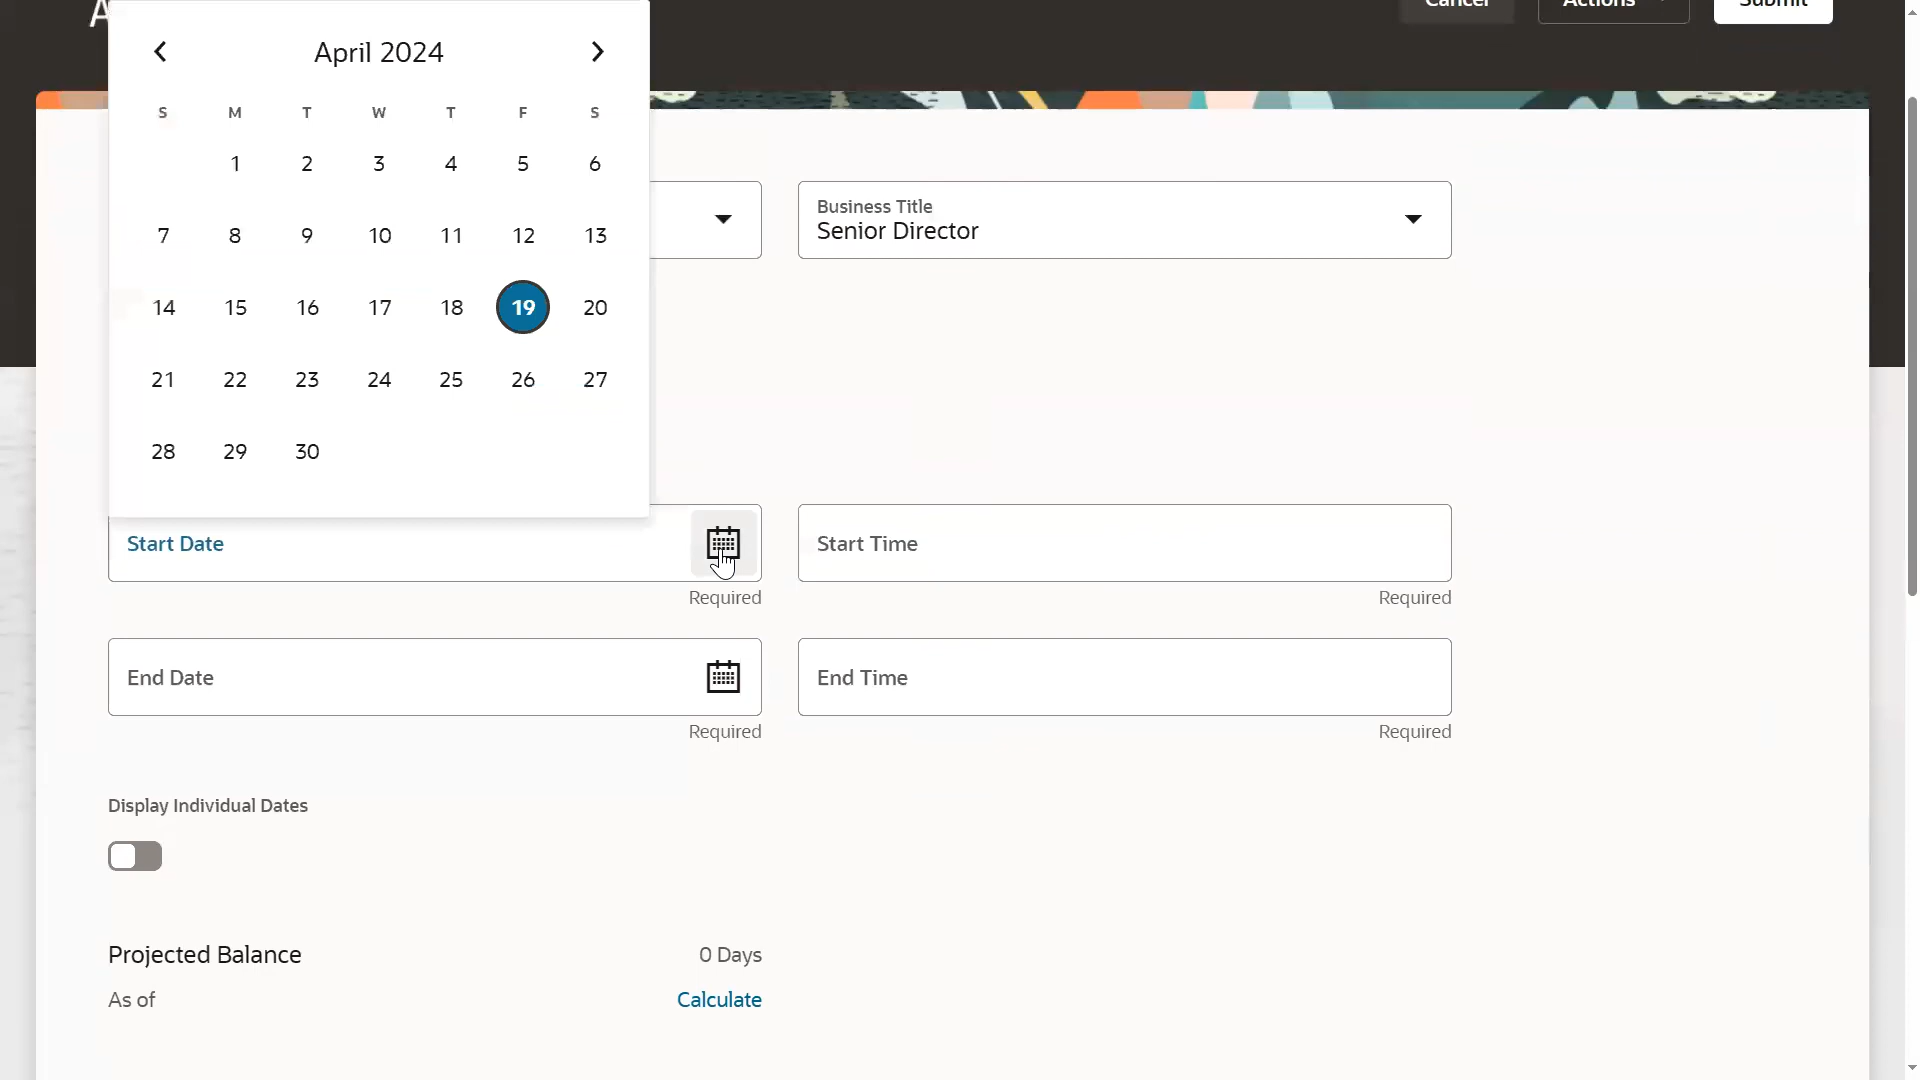 Cancel
Actions
Submit
A
April 2024
S M T W T F S
1 2 3 4 5 6
7 8 9 10 11 12 13
14 15 16 17 18 19 20
21 22 23 24 25 26 27
28 29 30
Business Title
Senior Director
Start Date
Required
Start Time
Required
End Date
Required
End Time
Required
Display Individual Dates
Projected Balance 0 Days
As of Calculate